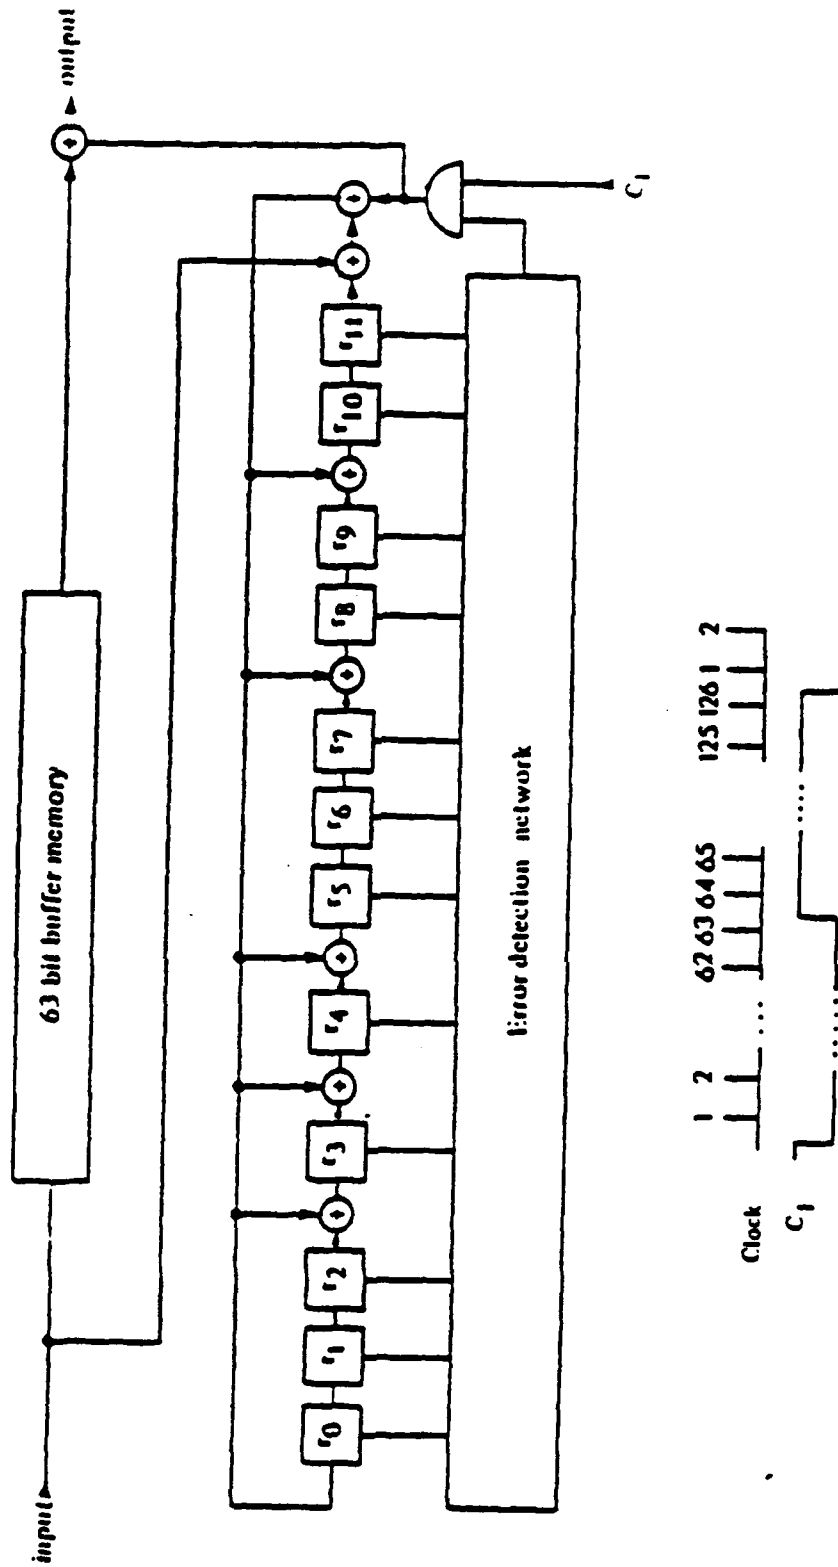 input
63 bit buffer memory
output
r0 r1 r2 + r3 + r4 + r5 r6 r7 + r8 r9 + r10 r11 + +
+
C1
Error detection network
Clock 1 2 ... 62 63 64 65 125 126 1 2
C1 ...... ....